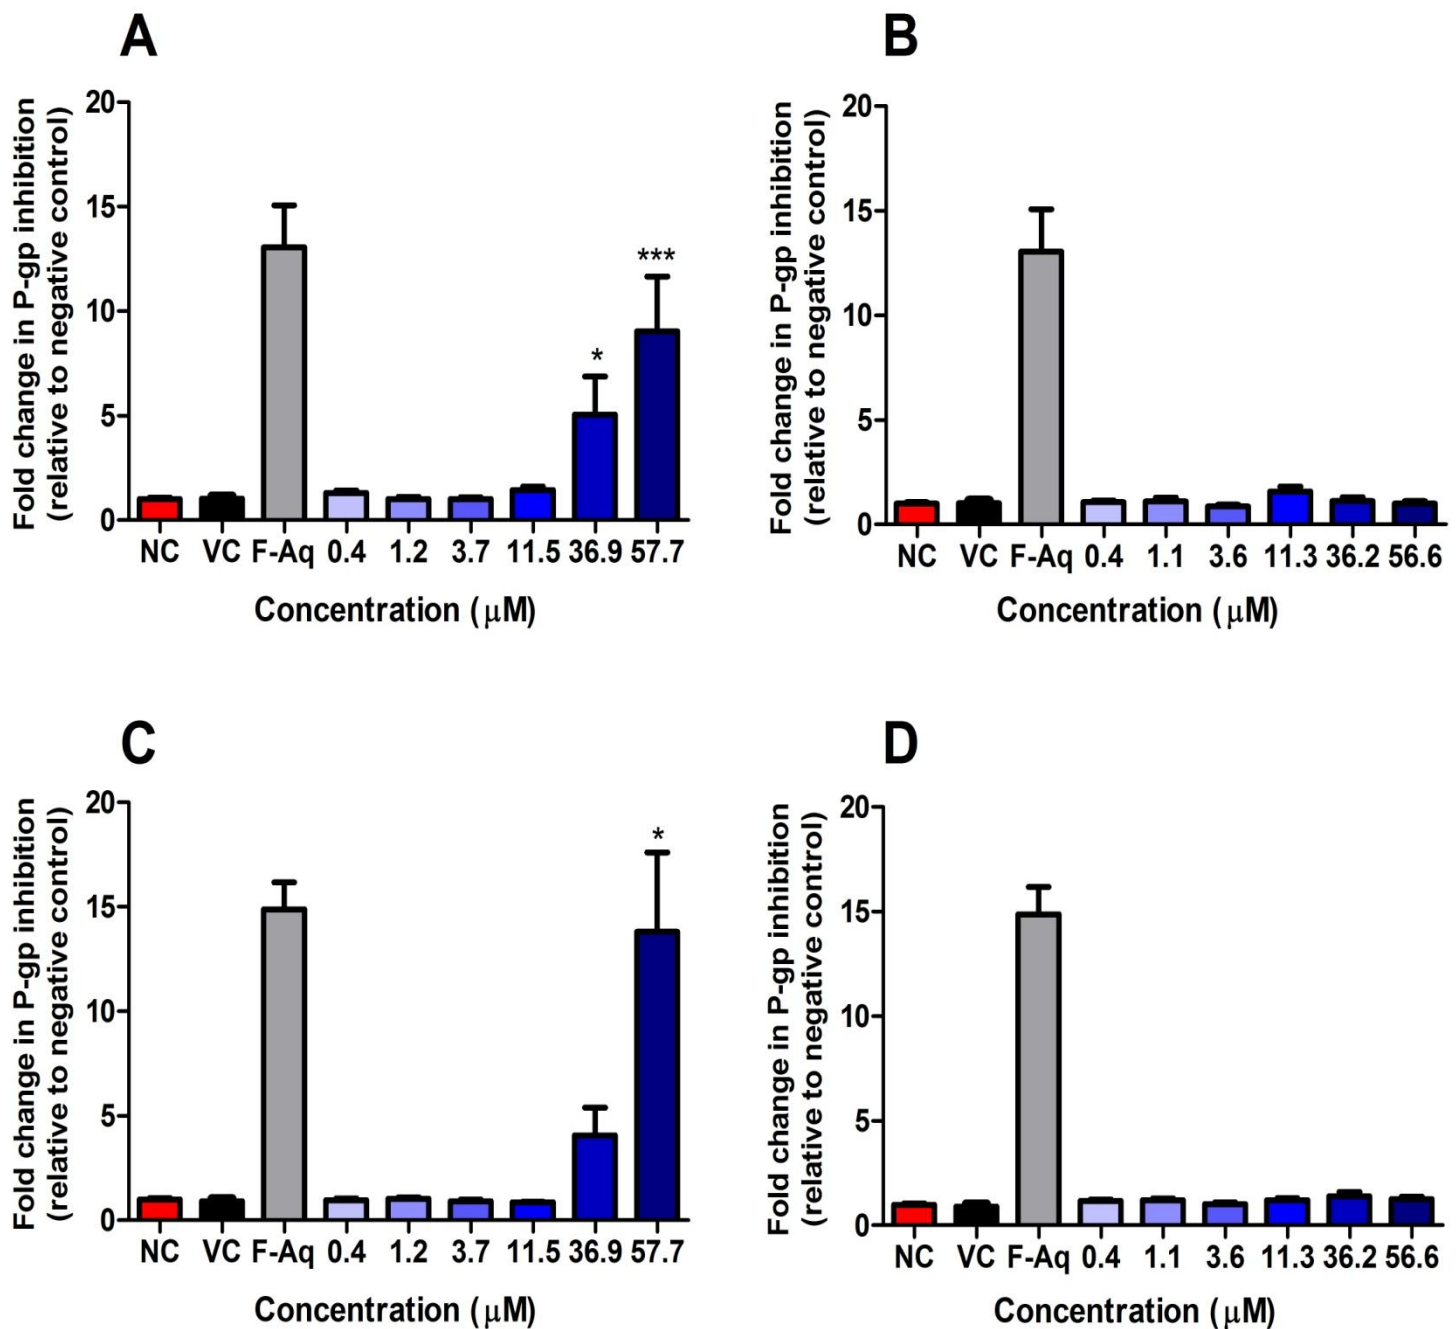 A
Fold change in P-gp inhibition
(relative to negative control)
20
15
10
5
0
*
***
NC VC F-Aq 0.4 1.2 3.7 11.5 36.9 57.7
Concentration (μM)
B
Fold change in P-gp inhibition
(relative to negative control)
20
15
10
5
0
NC VC F-Aq 0.4 1.1 3.6 11.3 36.2 56.6
Concentration (μM)
C
Fold change in P-gp inhibition
(relative to negative control)
20
15
10
5
0
*
NC VC F-Aq 0.4 1.2 3.7 11.5 36.9 57.7
Concentration (μM)
D
Fold change in P-gp inhibition
(relative to negative control)
20
15
10
5
0
NC VC F-Aq 0.4 1.1 3.6 11.3 36.2 56.6
Concentration (μM)